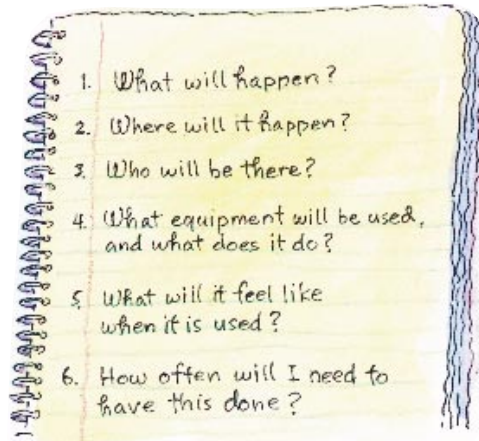 1. What will happen?
2. Where will it happen?
3. Who will be there?
4. What equipment will be used,
and what does it do?
5. What will it feel like
when it is used?
6. How often will I need to
have this done?